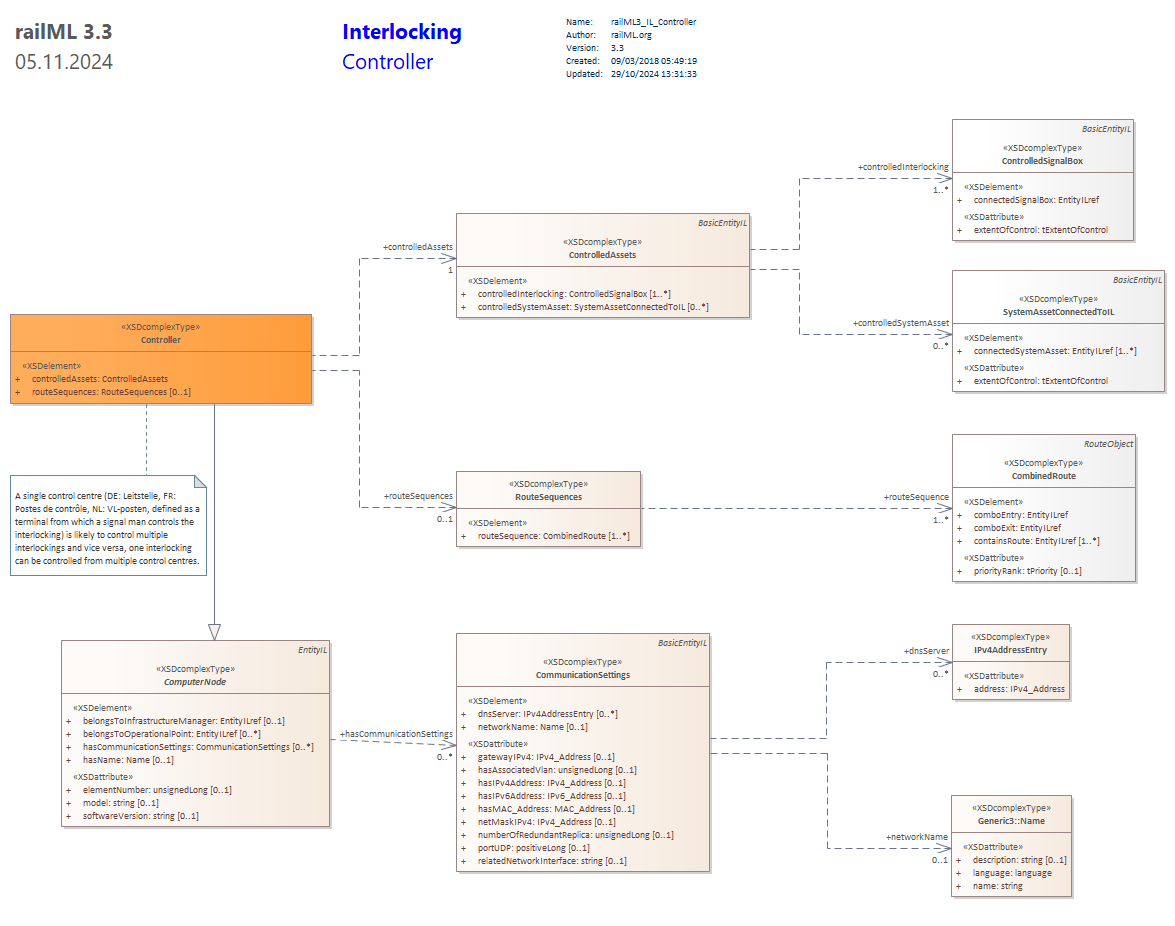 railML 3.3
05.11.2024
Interlocking
Controller
Name: railML3_IL_Controller
Author: railML.org
Version: 3.3
Created: 09/03/2018 05:49:19
Updated: 29/10/2024 13:31:33
«XSDcomplexType»
Controller
«XSDelement»
+ controlledAssets: ControlledAssets
+ routeSequences: RouteSequences [0..1]
A single control centre (DE: Leitstelle, FR:
Postes de contrôle, NL: VL-posten, defined as a
terminal from which a signal man controls the
interlocking) is likely to control multiple
interlockings and vice versa, one interlocking
can be controlled from multiple control centres.
+controlledAssets
1
BasicEntityIL
«XSDcomplexType»
ControlledAssets
«XSDelement»
+ controlledInterlocking: ControlledSignalBox [1..*]
+ controlledSystemAsset: SystemAssetConnectedToIL [0..*]
+controlledInterlocking
1..*
BasicEntityIL
«XSDcomplexType»
ControlledSignalBox
«XSDelement»
+ connectedSignalBox: EntityILref
«XSDattribute»
+ extentOfControl: tExtentOfControl
+controlledSystemAsset
0..*
BasicEntityIL
«XSDcomplexType»
SystemAssetConnectedToIL
«XSDelement»
+ connectedSystemAsset: EntityILref [1..*]
«XSDattribute»
+ extentOfControl: tExtentOfControl
+routeSequences
0..1
«XSDcomplexType»
RouteSequences
«XSDelement»
+ routeSequence: CombinedRoute [1..*]
+routeSequence
1..*
RouteObject
«XSDcomplexType»
CombinedRoute
«XSDelement»
+ comboEntry: EntityILref
+ comboExit: EntityILref
+ containsRoute: EntityILref [1..*]
«XSDattribute»
+ priorityRank: tPriority [0..1]
EntityIL
«XSDcomplexType»
ComputerNode
«XSDelement»
+ belongsToInfrastructureManager: EntityILref [0..1]
+ belongsToOperationalPoint: EntityILref [0..*]
+ hasCommunicationSettings: CommunicationSettings [0..*]
+ hasName: Name [0..1]
«XSDattribute»
+ elementNumber: unsignedLong [0..1]
+ model: string [0..1]
+ softwareVersion: string [0..1]
+hasCommunicationSettings
0..*
BasicEntityIL
«XSDcomplexType»
CommunicationSettings
«XSDelement»
+ dnsServer: IPv4AddressEntry [0..*]
+ networkName: Name [0..1]
«XSDattribute»
+ gatewayIPv4: IPv4_Address [0..1]
+ hasAssociatedVlan: unsignedLong [0..1]
+ hasIPv4Address: IPv4_Address [0..1]
+ hasIPv6Address: IPv6_Address [0..1]
+ hasMAC_Address: MAC_Address [0..1]
+ netMaskIPv4: IPv4_Address [0..1]
+ numberOfRedundantReplica: unsignedLong [0..1]
+ portUDP: positiveLong [0..1]
+ relatedNetworkInterface: string [0..1]
+dnsServer
0..*
«XSDcomplexType»
IPv4AddressEntry
«XSDattribute»
+ address: IPv4_Address
+networkName
0..1
«XSDcomplexType»
Generic3::Name
«XSDattribute»
+ description: string [0..1]
+ language: language
+ name: string